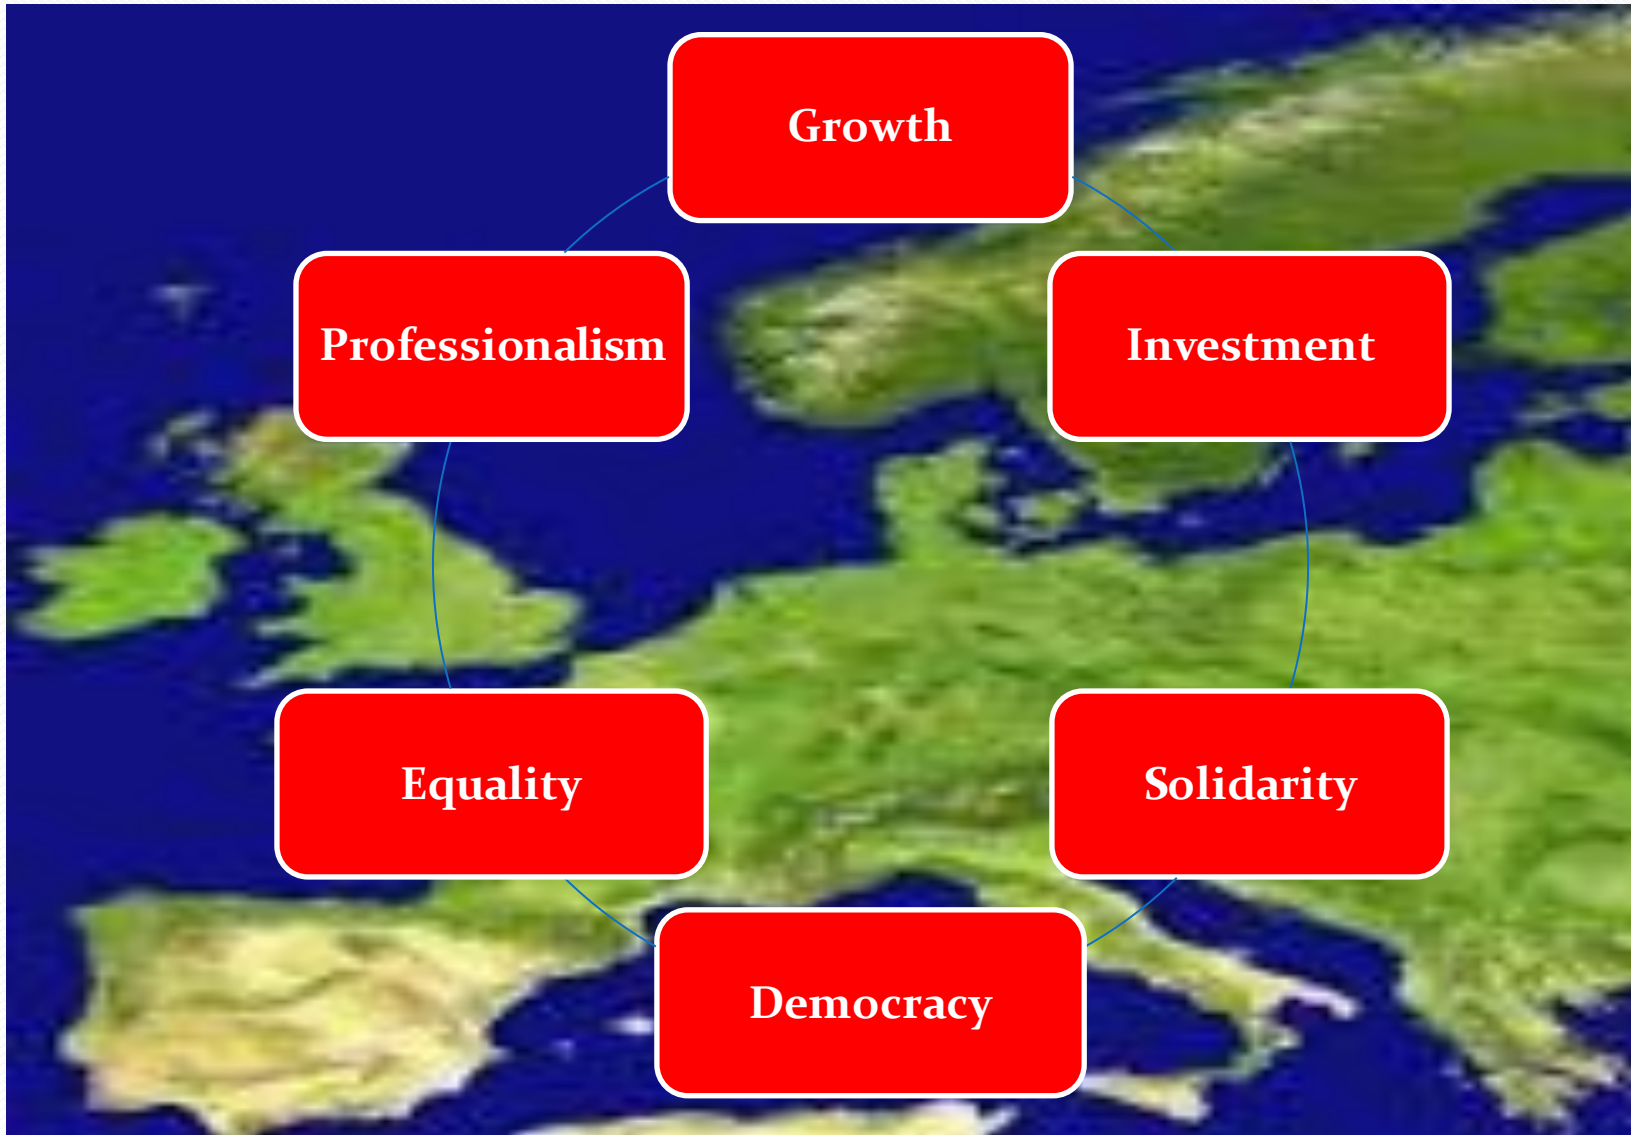 Growth
Professionalism
Investment
Equality
Solidarity
Democracy